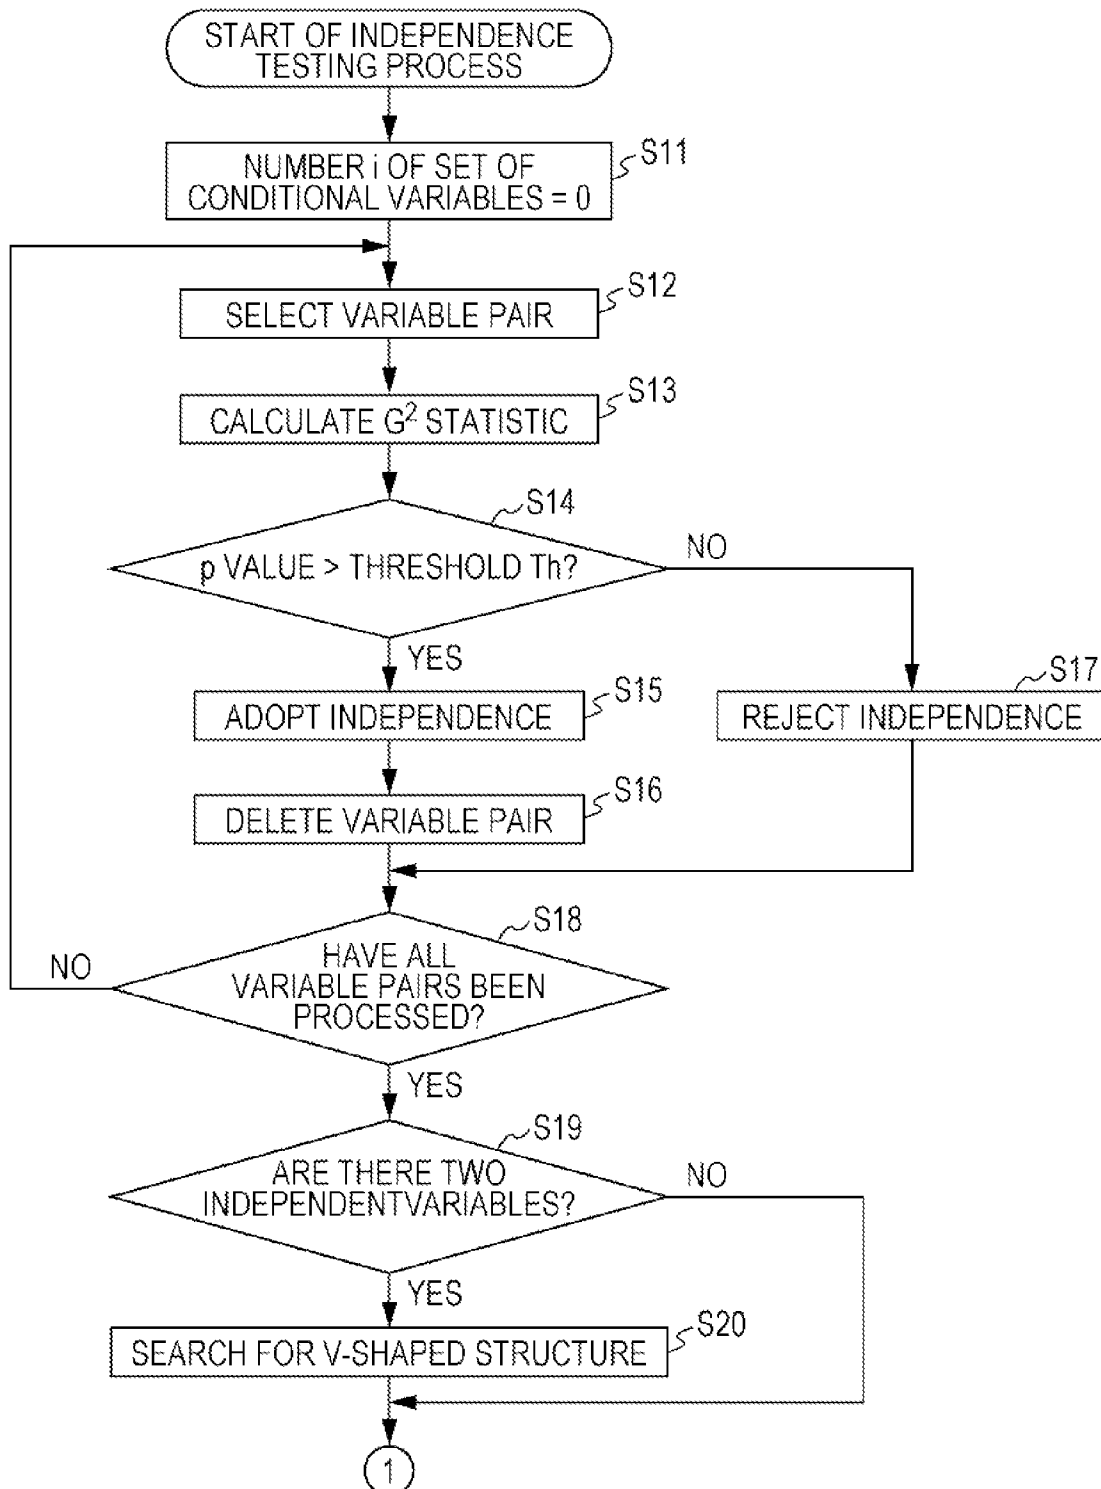 START OF INDEPENDENCE
TESTING PROCESS
S11
NUMBER i OF SET OF
CONDITIONAL VARIABLES = 0
S12
SELECT VARIABLE PAIR
S13
CALCULATE G² STATISTIC
S14
p VALUE > THRESHOLD Th?
NO
YES
S15
ADOPT INDEPENDENCE
S17
REJECT INDEPENDENCE
S16
DELETE VARIABLE PAIR
S18
HAVE ALL
VARIABLE PAIRS BEEN
PROCESSED?
NO
YES
S19
ARE THERE TWO
INDEPENDENTVARIABLES?
NO
YES
S20
SEARCH FOR V-SHAPED STRUCTURE
1